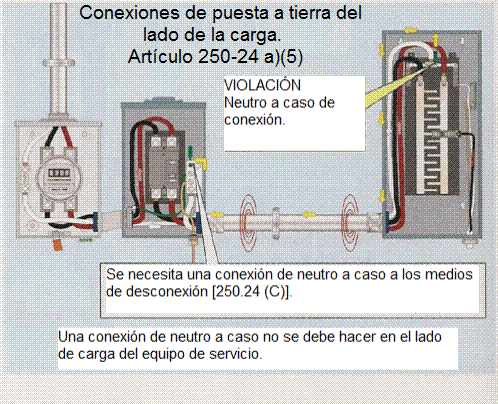 Conexiones de puesta a tierra del
lado de la carga.
Artículo 250-24 a)(5)
VIOLACIÓN
Neutro a caso de
conexión.
Se necesita una conexión de neutro a caso a los medios
de desconexión [250.24 (C)].
Una conexión de neutro a caso no se debe hacer en el lado
de carga del equipo de servicio.